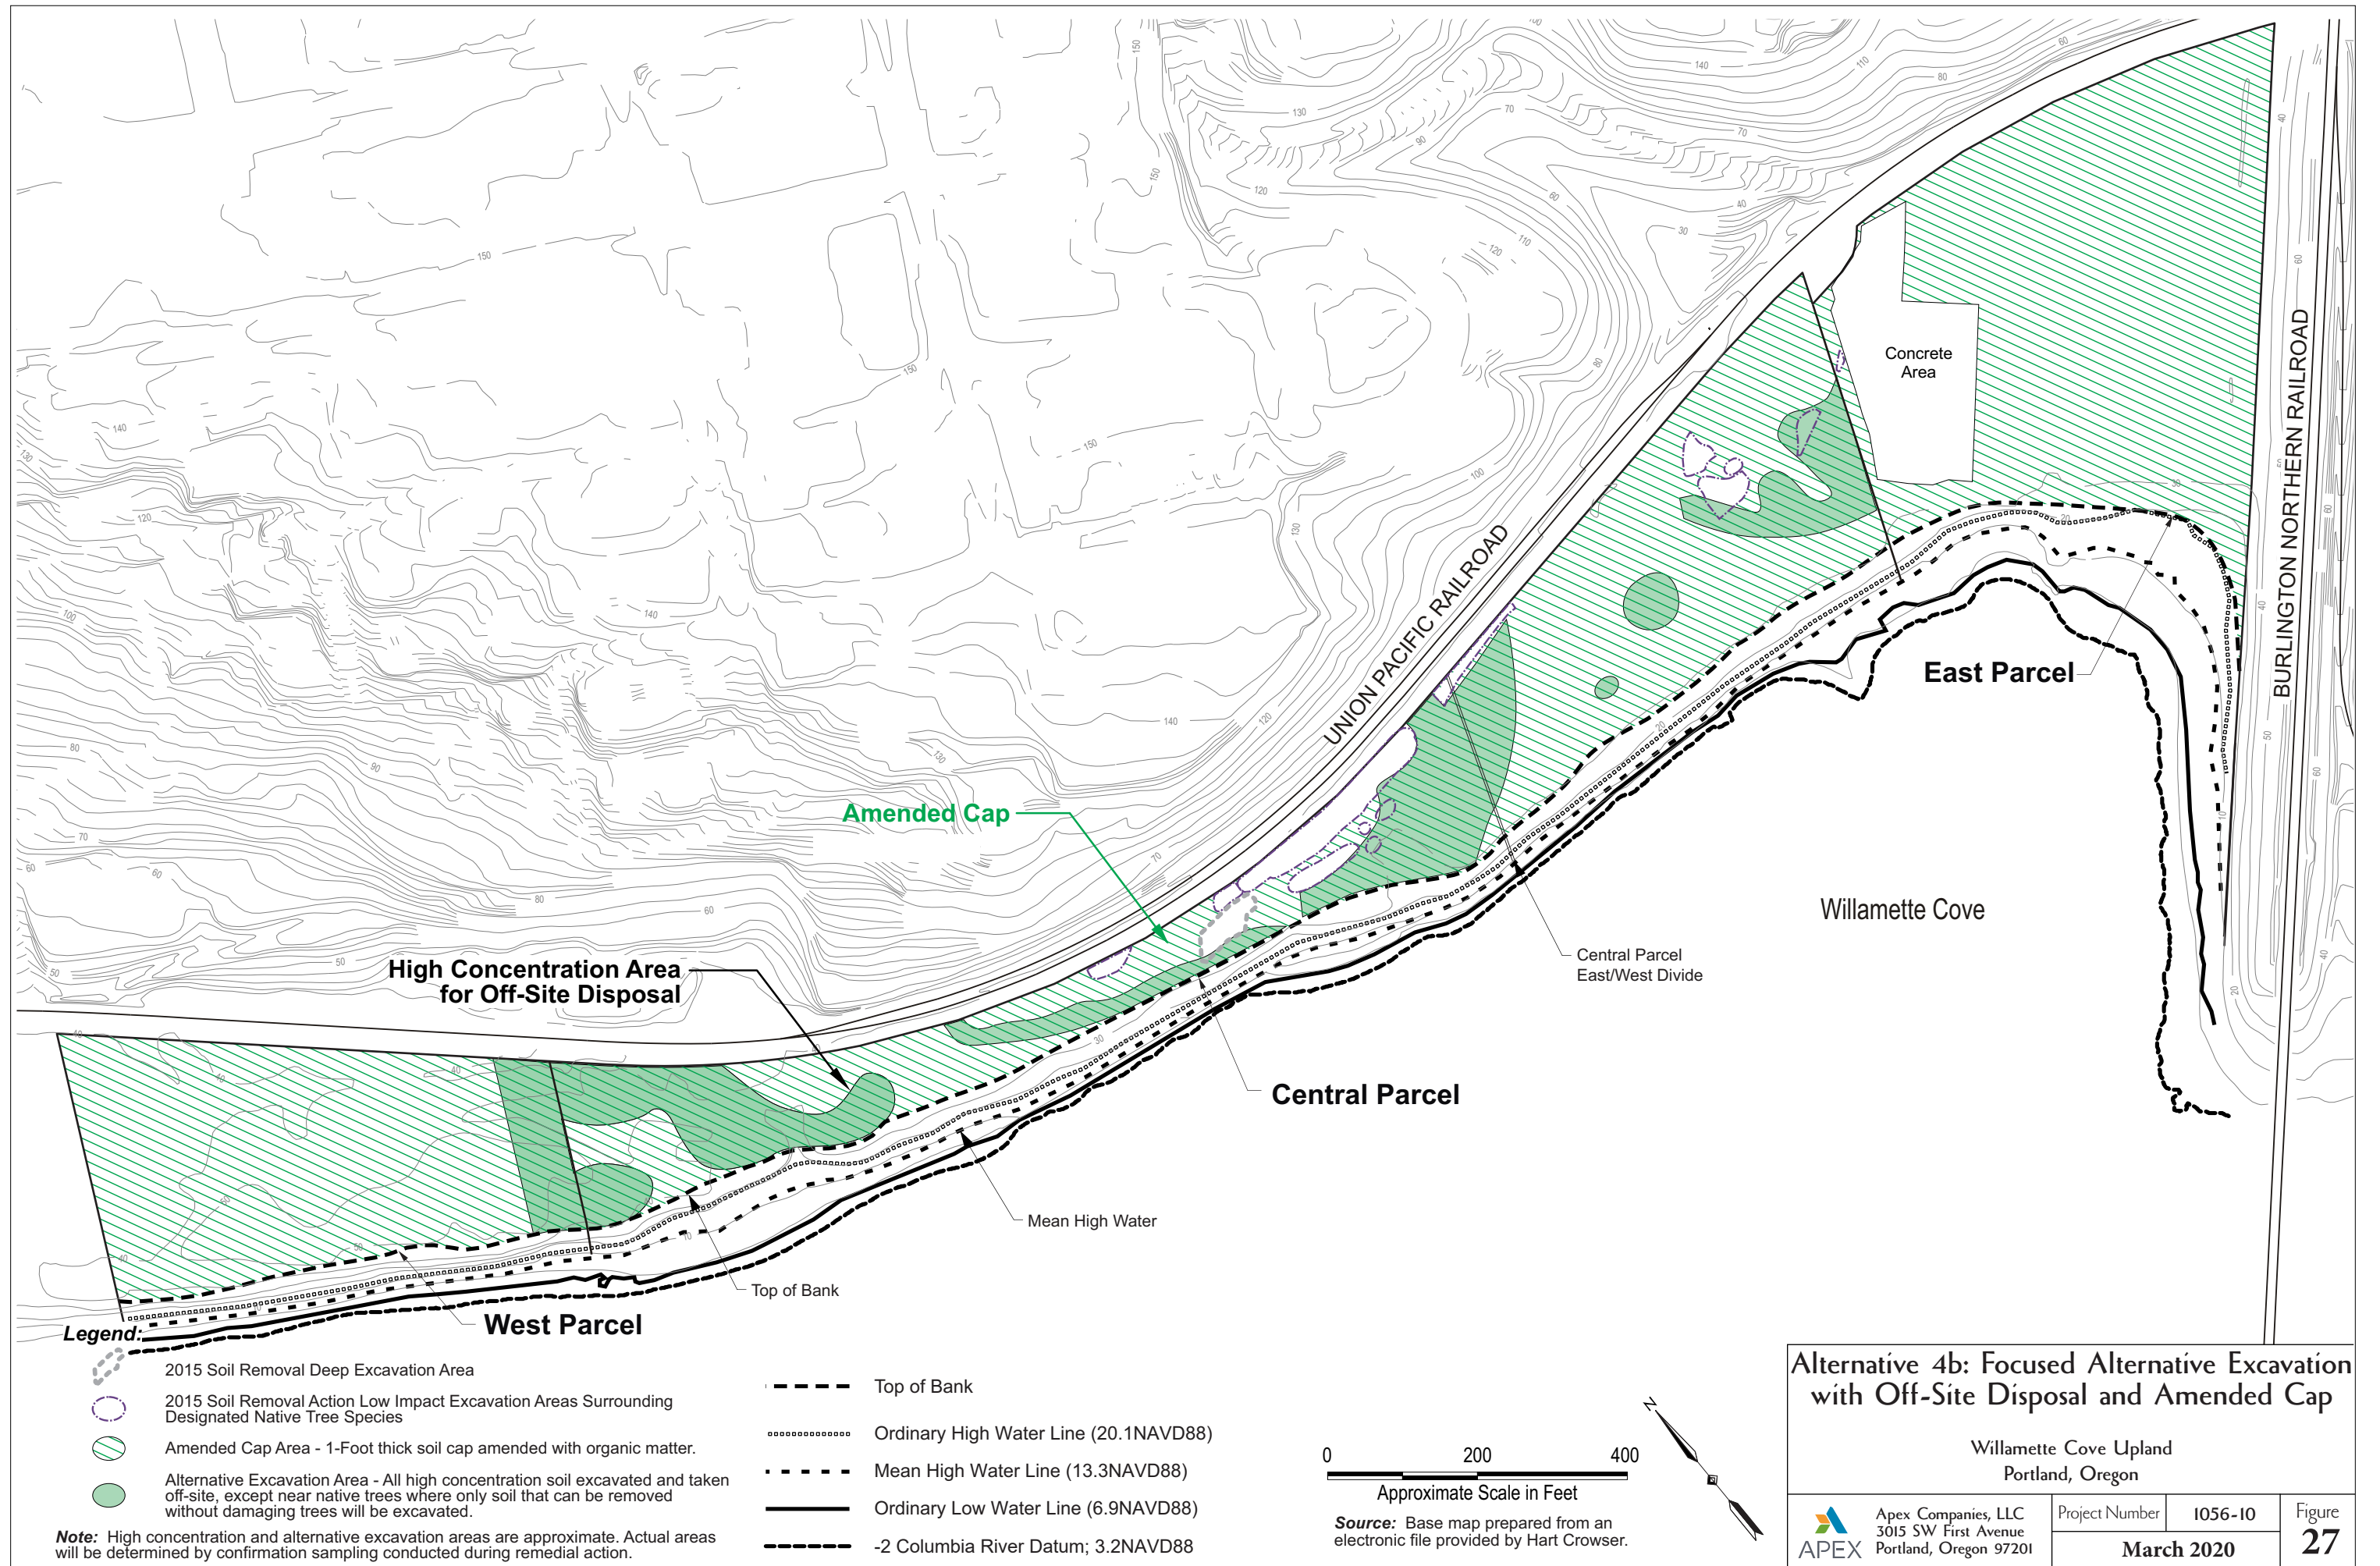 UNION PACIFIC RAILROAD
BURLINGTON NORTHERN RAILROAD
Concrete
Area
East Parcel
Amended Cap
Willamette Cove
Central Parcel
East/West Divide
High Concentration Area
for Off-Site Disposal
Central Parcel
Mean High Water
Top of Bank
West Parcel
Legend:
2015 Soil Removal Deep Excavation Area
2015 Soil Removal Action Low Impact Excavation Areas Surrounding
Designated Native Tree Species
Amended Cap Area - 1-Foot thick soil cap amended with organic matter.
Alternative Excavation Area - All high concentration soil excavated and taken
off-site, except near native trees where only soil that can be removed
without damaging trees will be excavated.
Note: High concentration and alternative excavation areas are approximate. Actual areas
will be determined by confirmation sampling conducted during remedial action.
Top of Bank
Ordinary High Water Line (20.1NAVD88)
Mean High Water Line (13.3NAVD88)
Ordinary Low Water Line (6.9NAVD88)
-2 Columbia River Datum; 3.2NAVD88
0 200 400
Approximate Scale in Feet
Source: Base map prepared from an
electronic file provided by Hart Crowser.
N
Alternative 4b: Focused Alternative Excavation
with Off-Site Disposal and Amended Cap
Willamette Cove Upland
Portland, Oregon
APEX
Apex Companies, LLC
3015 SW First Avenue
Portland, Oregon 97201
Project Number 1056-10
March 2020
Figure
27